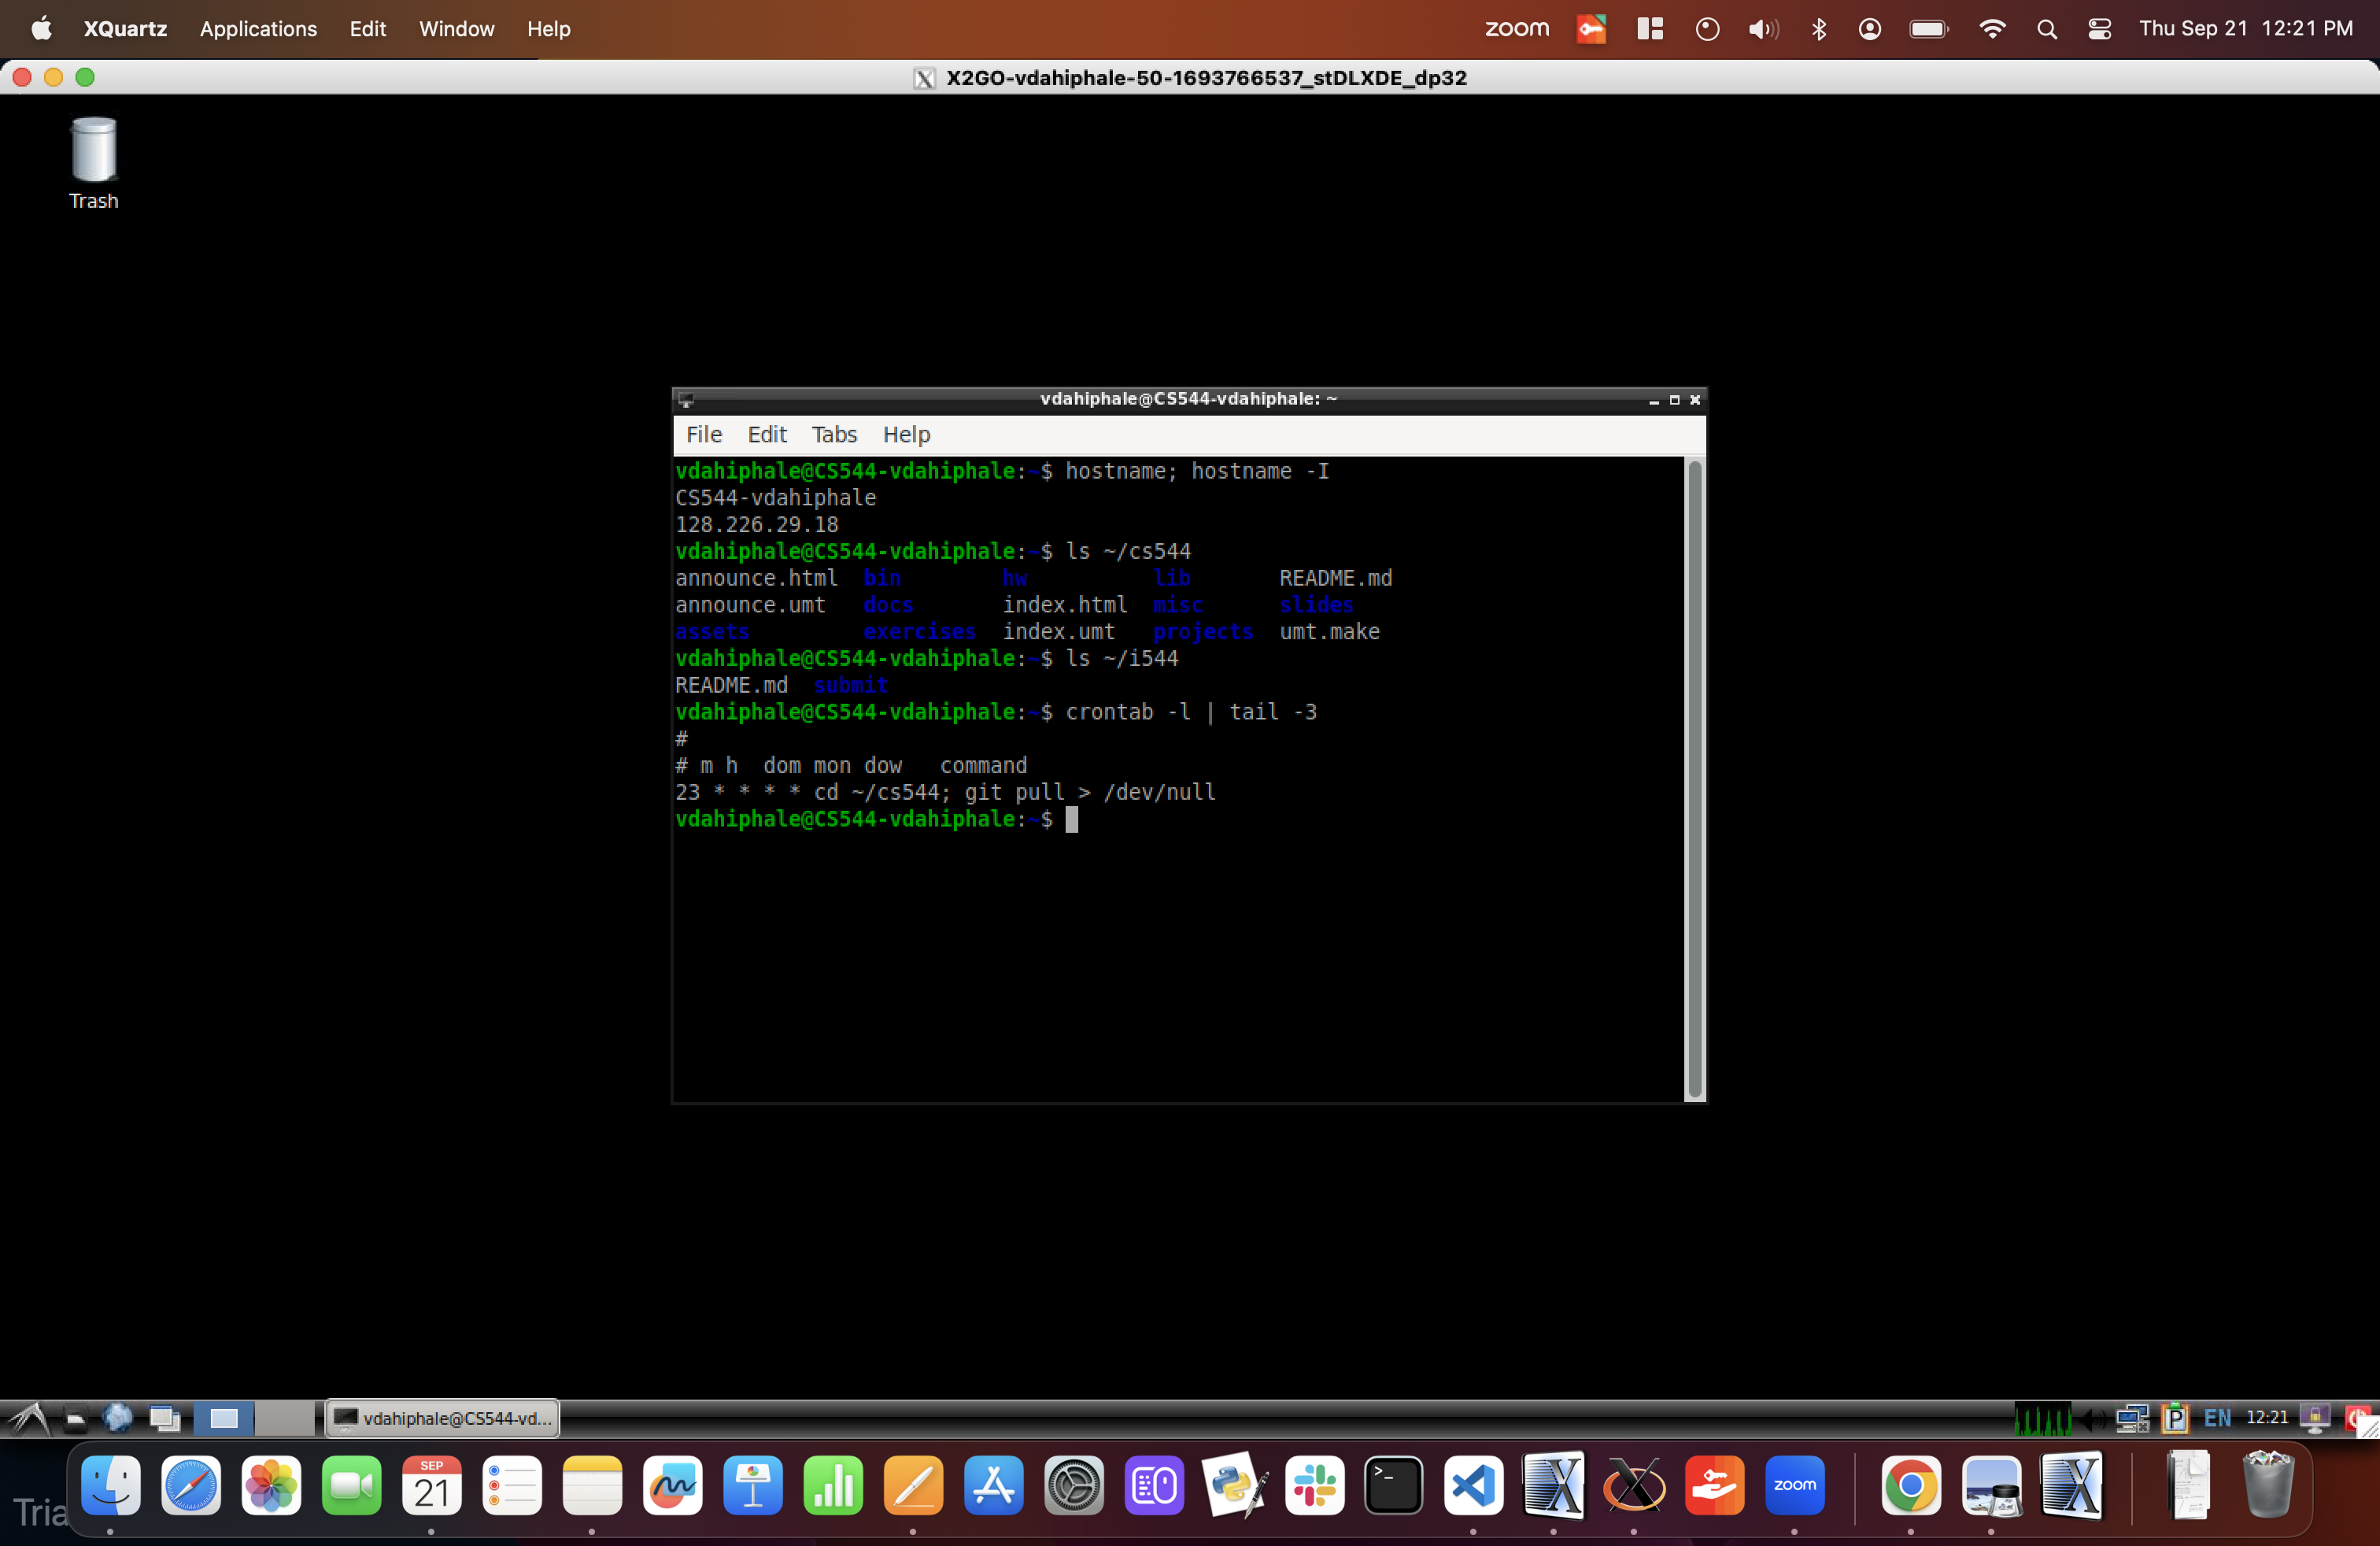 XQuartz Applications Edit Window Help zoom Thu Sep 21 12:21 PM
X2GO-vdahiphale-50-1693766537_stDLXDE_dp32
Trash
vdahiphale@CS544-vdahiphale: ~
File Edit Tabs Help
vdahiphale@CS544-vdahiphale:~$ hostname; hostname -I
CS544-vdahiphale
128.226.29.18
vdahiphale@CS544-vdahiphale:~$ ls ~/cs544
announce.html bin hw lib README.md
announce.umt docs index.html misc slides
assets exercises index.umt projects umt.make
vdahiphale@CS544-vdahiphale:~$ ls ~/i544
README.md submit
vdahiphale@CS544-vdahiphale:~$ crontab -l | tail -3
#
# m h  dom mon dow   command
23 * * * * cd ~/cs544; git pull > /dev/null
vdahiphale@CS544-vdahiphale:~$
vdahiphale@CS544-vd... P EN 12:21
SEP
21
zoom
Tria